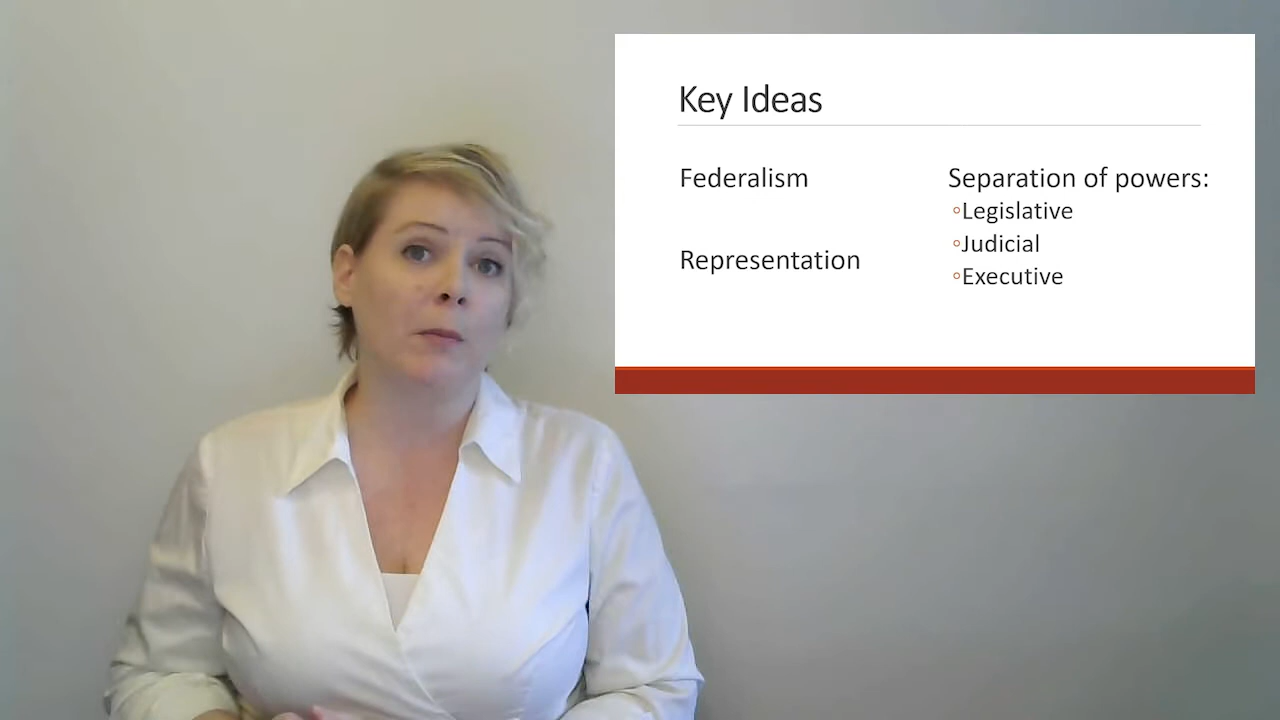 Key Ideas
Federalism
Representation
Separation of powers:
◦Legislative
◦Judicial
◦Executive